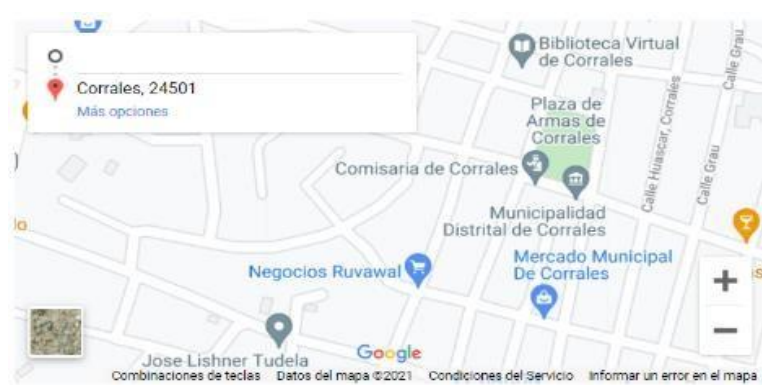 Corrales, 24501
Más opciones
Biblioteca Virtual
de Corrales
Calle Grau
Plaza de
Armas de
Corrales
Calle Huascar, Corrales
Comisaria de Corrales
Calle Grau
Municipalidad
Distrital de Corrales
Negocios Ruvawal
Mercado Municipal
De Corrales
+
−
Jose Lishner Tudela
Google
Combinaciones de teclas Datos del mapa ©2021 Condiciones del Servicio Informar un error en el mapa